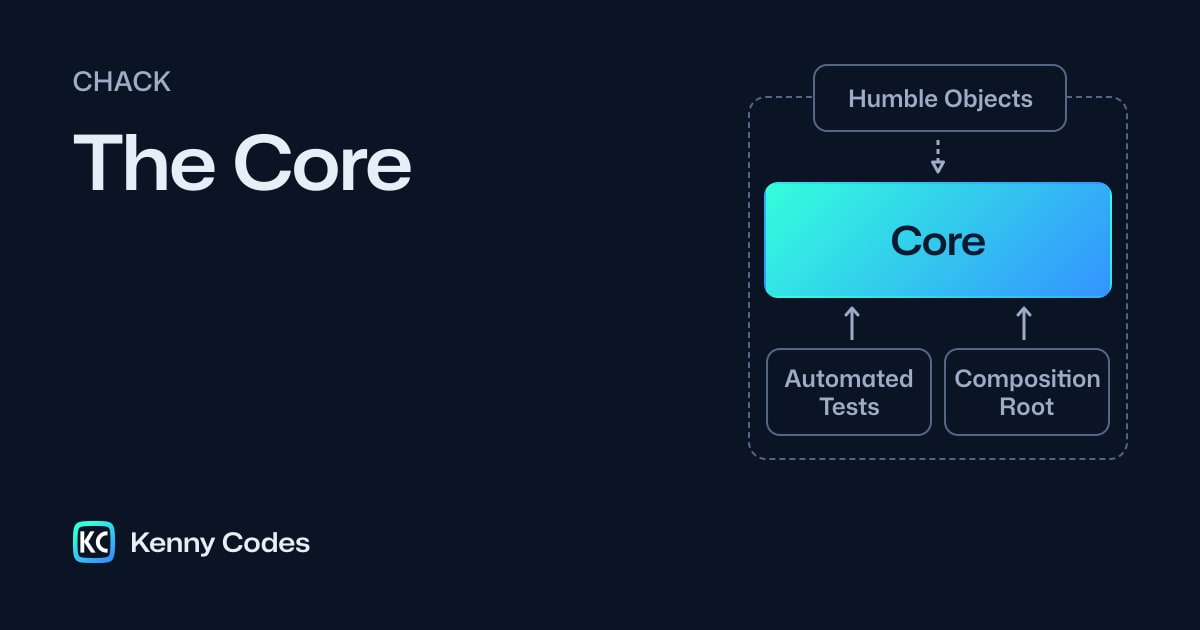 CHACK
The Core
Humble Objects
Core
Automated
Tests
Composition
Root
KC
Kenny Codes